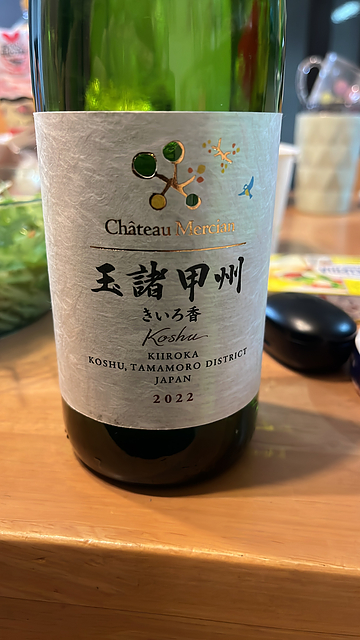 Château Mercian
玉諸甲州
きいろ香
Koshu
KIIROKA
KOSHU, TAMAMORO DISTRICT
JAPAN
2022